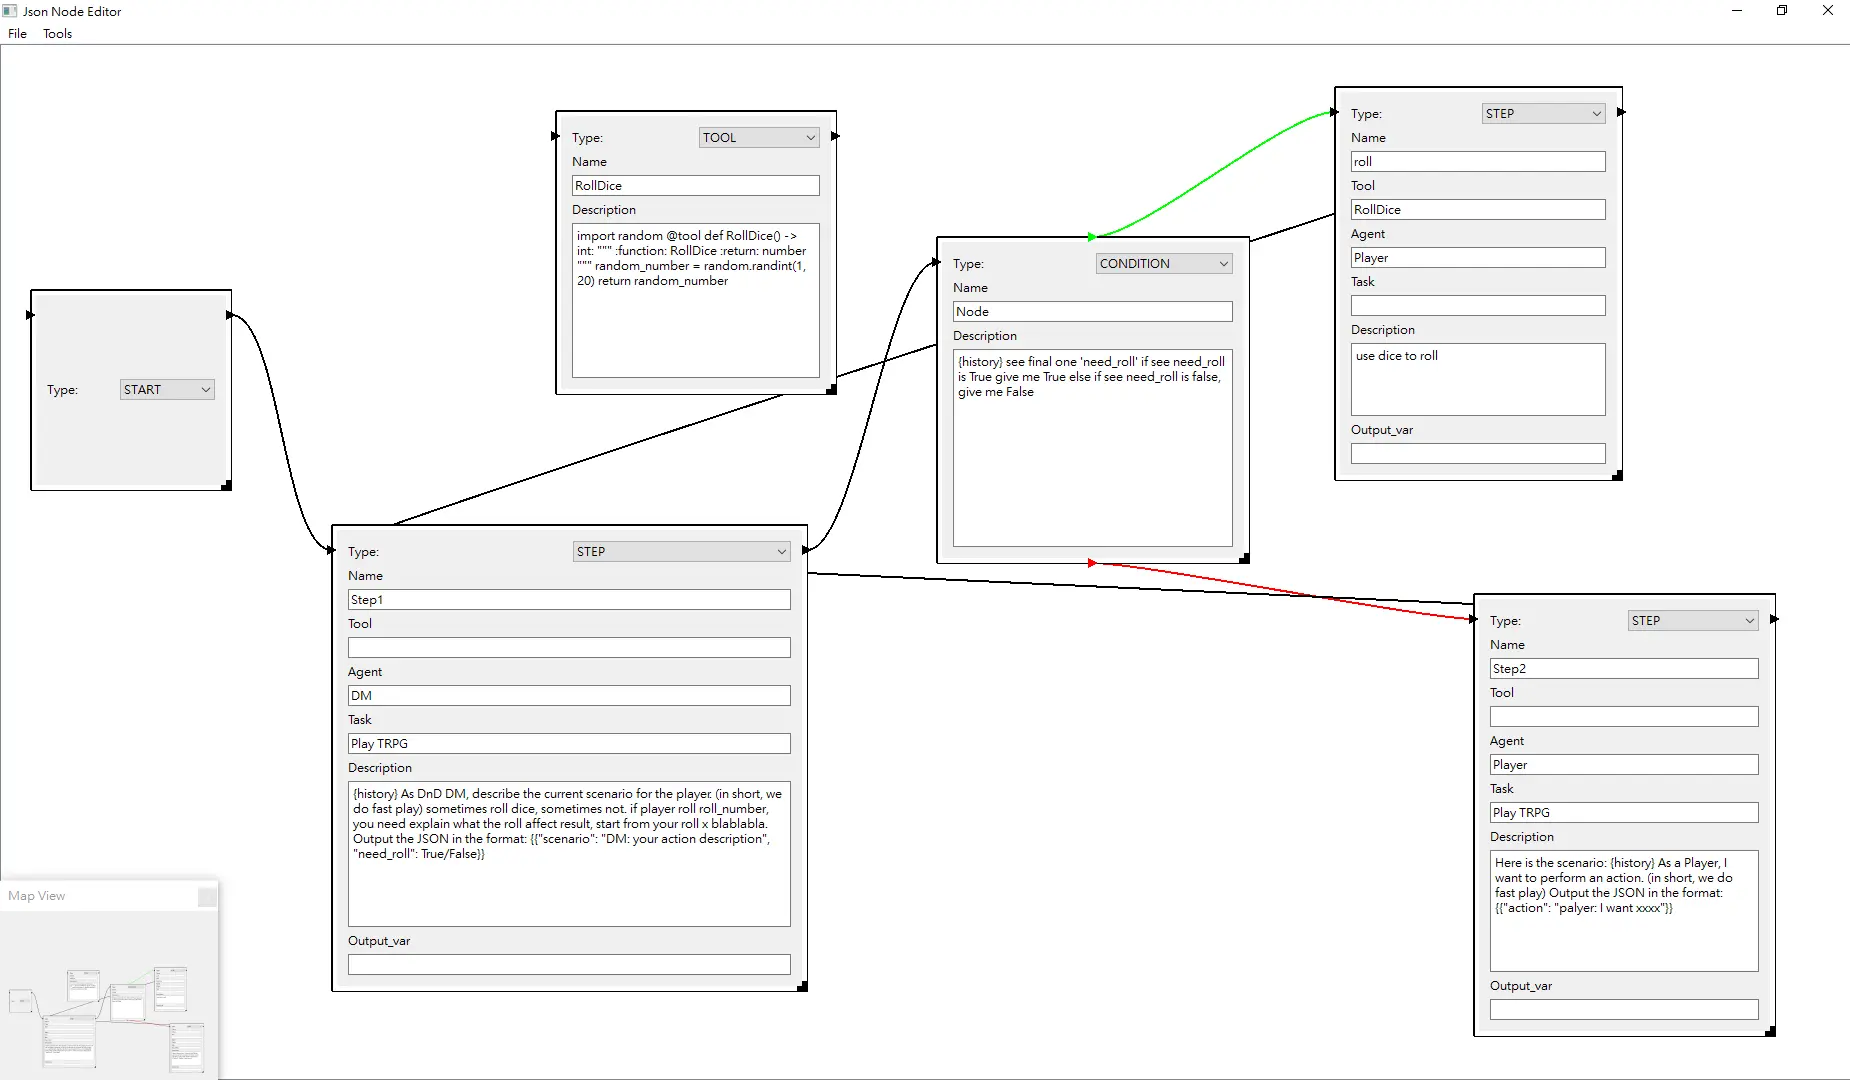 Json Node Editor
File Tools
Type: START
Type: TOOL
Name
RollDice
Description
import random @tool def RollDice() ->
int: """ :function: RollDice :return: number
""" random_number = random.randint(1,
20) return random_number
Type: CONDITION
Name
Node
Description
{history} see final one 'need_roll' if see need_roll
is True give me True else if see need_roll is false,
give me False
Type: STEP
Name
roll
Tool
RollDice
Agent
Player
Task
Description
use dice to roll
Output_var
Type: STEP
Name
Step1
Tool
Agent
DM
Task
Play TRPG
Description
{history} As DnD DM, describe the current scenario for the player. (in short, we
do fast play) sometimes roll dice, sometimes not. if player roll roll_number,
you need explain what the roll affect result, start from your roll x blablabla.
Output the JSON in the format: {{"scenario": "DM: your action description",
"need_roll": True/False}}
Output_var
Type: STEP
Name
Step2
Tool
Agent
Player
Task
Play TRPG
Description
Here is the scenario: {history} As a Player, I
want to perform an action. (in short, we do
fast play) Output the JSON in the format:
{{"action": "palyer: I want xxxx"}}
Output_var
Map View